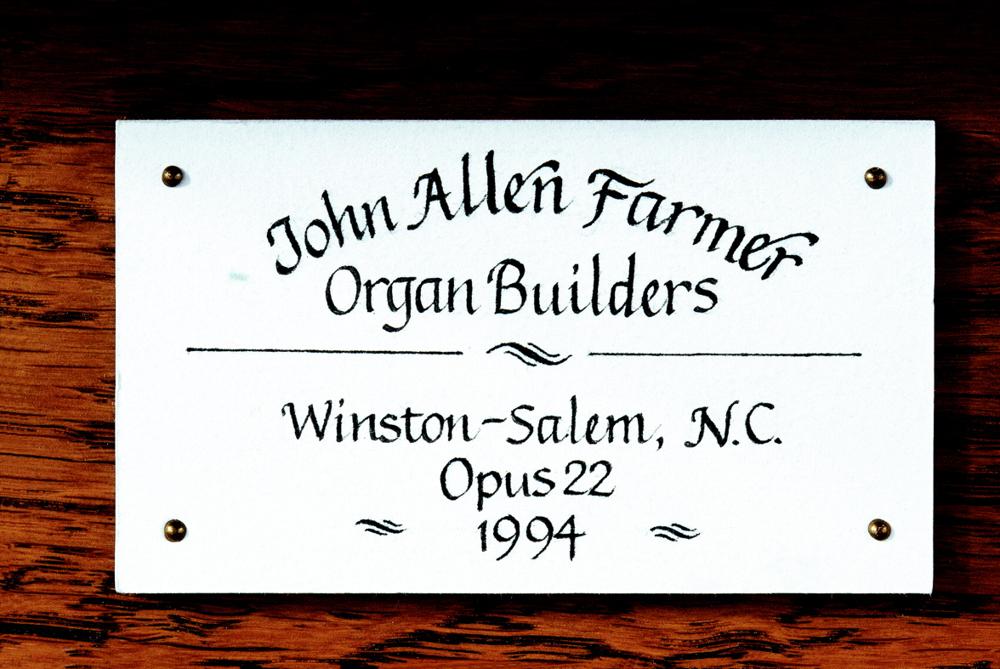 John Allen Farmer
Organ Builders
Winston-Salem, N.C.
Opus 22
1994